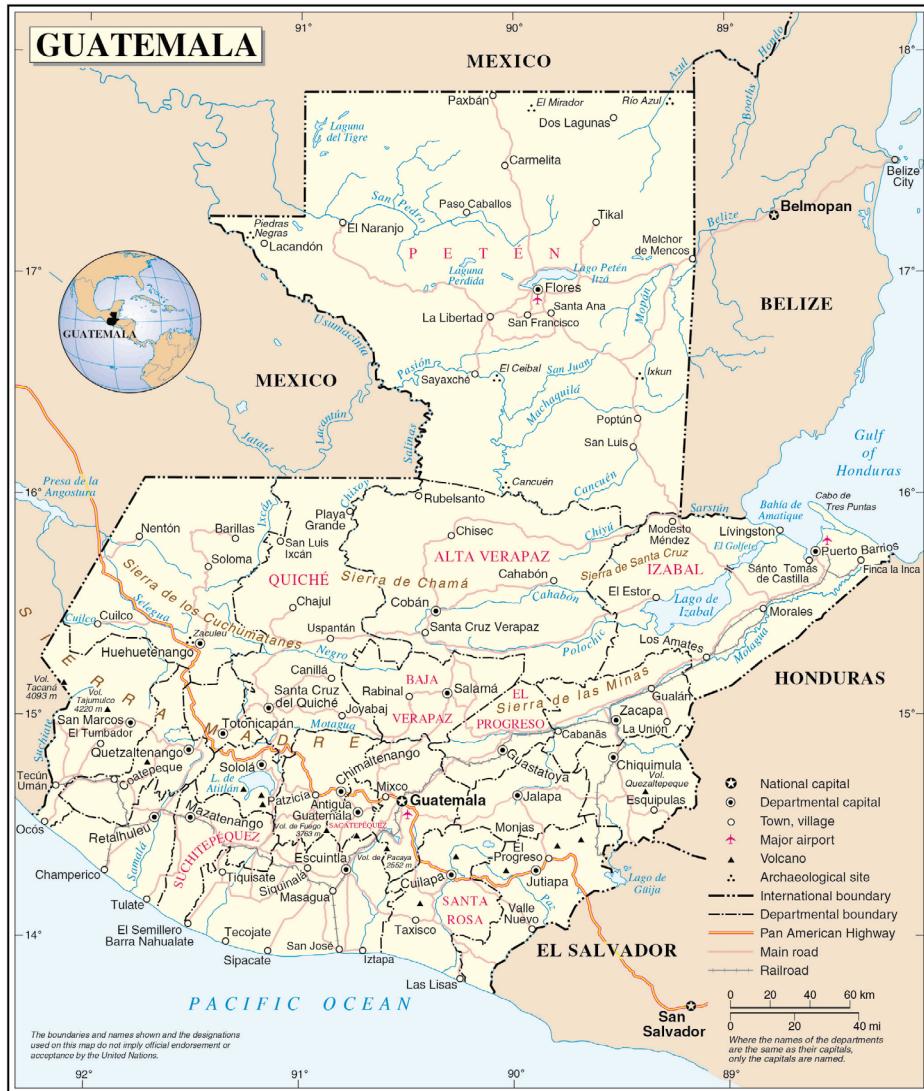 GUATEMALA
91°
90°
89°
18°
MEXICO
Azul
Hondo
Booths
Paxbán
El Mirador
Río Azul
Dos Lagunas
Laguna
del Tigre
Carmelita
Belize
City
San Pedro
Paso Caballos
Tikal
Belize
Belmopan
Piedras
Negras
El Naranjo
Lacandón
Melchor
de Mencos
PETÉN
17°
17°
Laguna
Perdida
Lago Petén
Itzá
Flores
Mopán
BELIZE
GUATEMALA
Usumacinta
La Libertad
Santa Ana
San Francisco
MEXICO
Pasión
Sayaxché
El Ceibal
San Juan
Ixkun
Machaquilá
Lacantún
Jataté
Salinas
Poptún
San Luis
Gulf
of
Honduras
Presa de la
Angostura
16°
16°
Chixoy
Rubelsanto
Cancuén
Cancuén
Sarstún
Bahía de
Amatique
Cabo de
Tres Puntas
Nentón
Barillas
Ixcán
Playa
Grande
Chisec
Chiyú
Modesto
Méndez
Lívingston
San Luis
Ixcán
Soloma
ALTA VERAPAZ
El Golfete
Puerto Barrios
QUICHÉ
Sierra de Chamá
Sierra de Santa Cruz
IZABAL
Sánto Tomás
de Castilla
Finca la Inca
Cahabón
Sierra de los Cuchumatanes
Chajul
Cobán
Cahabón
El Estor
Lago de
Izabal
Morales
Cuilco
Cuilco
Selegua
Zaculeu
Uspantán
Santa Cruz Verapaz
Polochic
Los Amates
Motagua
Huehuetenango
Negro
HONDURAS
SIERRA MADRE
Vol.
Tacaná
4093 m
Vol.
Tajumulco
4220 m
Canillá
BAJA
VERAPAZ
Rabinal
Salamá
EL
PROGRESO
Sierra de las Minas
Gualán
Santa Cruz
del Quiché
Joyabaj
15°
15°
San Marcos
El Tumbador
Totonicapán
Motagua
Zacapa
La Unión
Cabanãs
Suchiate
Quetzaltenango
Chimaltenango
Guastatoya
Chiquimula
Sololá
L. de
Atitlán
Tecún
Umán
Coatepeque
Patzicía
Mixco
Vol.
Quezaltepeque
Antigua
Guatemala
Guatemala
Jalapa
Esquipulas
Ocós
Retalhuleu
Mazatenango
Vol. de Fuego
3763 m
SACATEPÉQUEZ
Monjas
SUCHITEPÉQUEZ
Samalá
Escuintla
Vol. de Pacaya
2552 m
El
Progreso
Champerico
Tiquisate
Siquinalá
Masagua
Cuilapa
Jutiapa
Lago de
Güija
Tulate
SANTA
ROSA
Paz
Valle
Nuevo
El Semillero
Barra Nahualate
Taxisco
14°
14°
Tecojate
Sipacate
San José
Iztapa
EL SALVADOR
Las Lisas
PACIFIC OCEAN
San
Salvador
National capital
Departmental capital
Town, village
Major airport
Volcano
Archaeological site
International boundary
Departmental boundary
Pan American Highway
Main road
Railroad
0 20 40 60 km
0 20 40 mi
The boundaries and names shown and the designations
used on this map do not imply official endorsement or
acceptance by the United Nations.
Where the names of the departments
are the same as their capitals,
only the capitals are named.
92°
91°
90°
89°